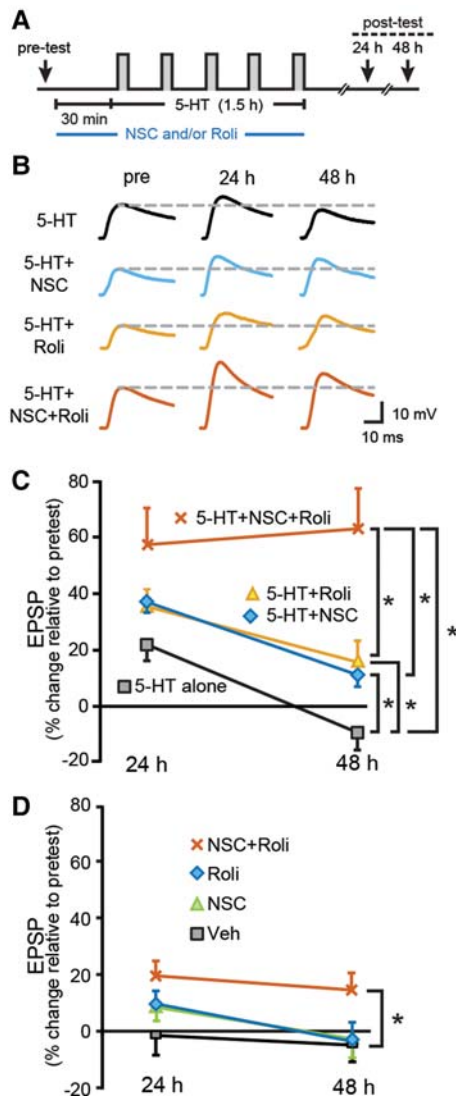 A
post-test
pre-test
24 h 48 h
30 min
5-HT (1.5 h)
NSC and/or Roli
B
pre 24 h 48 h
5-HT
5-HT+
NSC
5-HT+
Roli
5-HT+
NSC+Roli
10 mV
10 ms
C
EPSP
(% change relative to pretest)
80
60
40
20
0
-20
5-HT+NSC+Roli
5-HT+Roli
5-HT+NSC
5-HT alone
24 h
48 h
*
*
*
*
*
D
EPSP
(% change relative to pretest)
80
60
40
20
0
-20
NSC+Roli
Roli
NSC
Veh
24 h
48 h
*